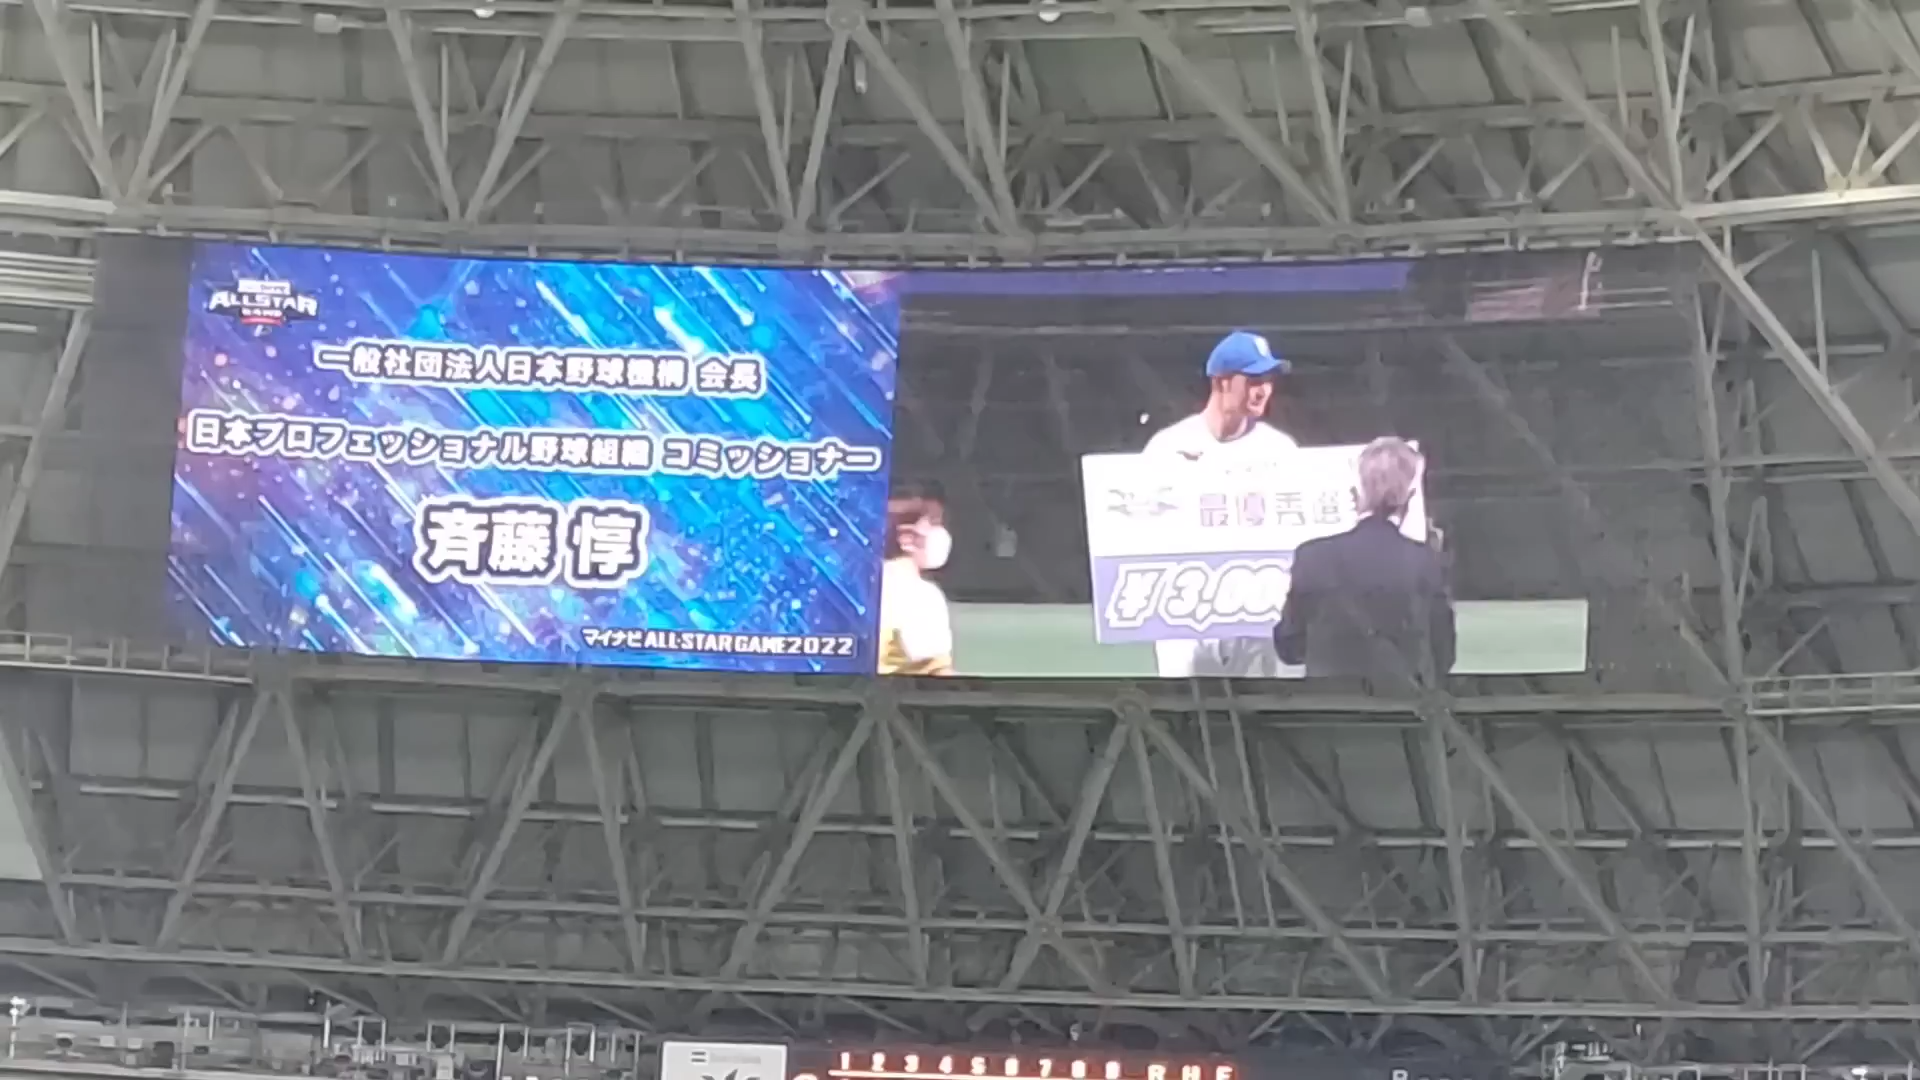 ALLSTAR
GAME
一般社団法人日本野球機構 会長
日本プロフェッショナル野球組織 コミッショナー
斉藤 惇
マイナビ ALLSTAR GAME 2022
最優秀選
¥3,00
1 2 3 4 5 6 7 8 9 R H E